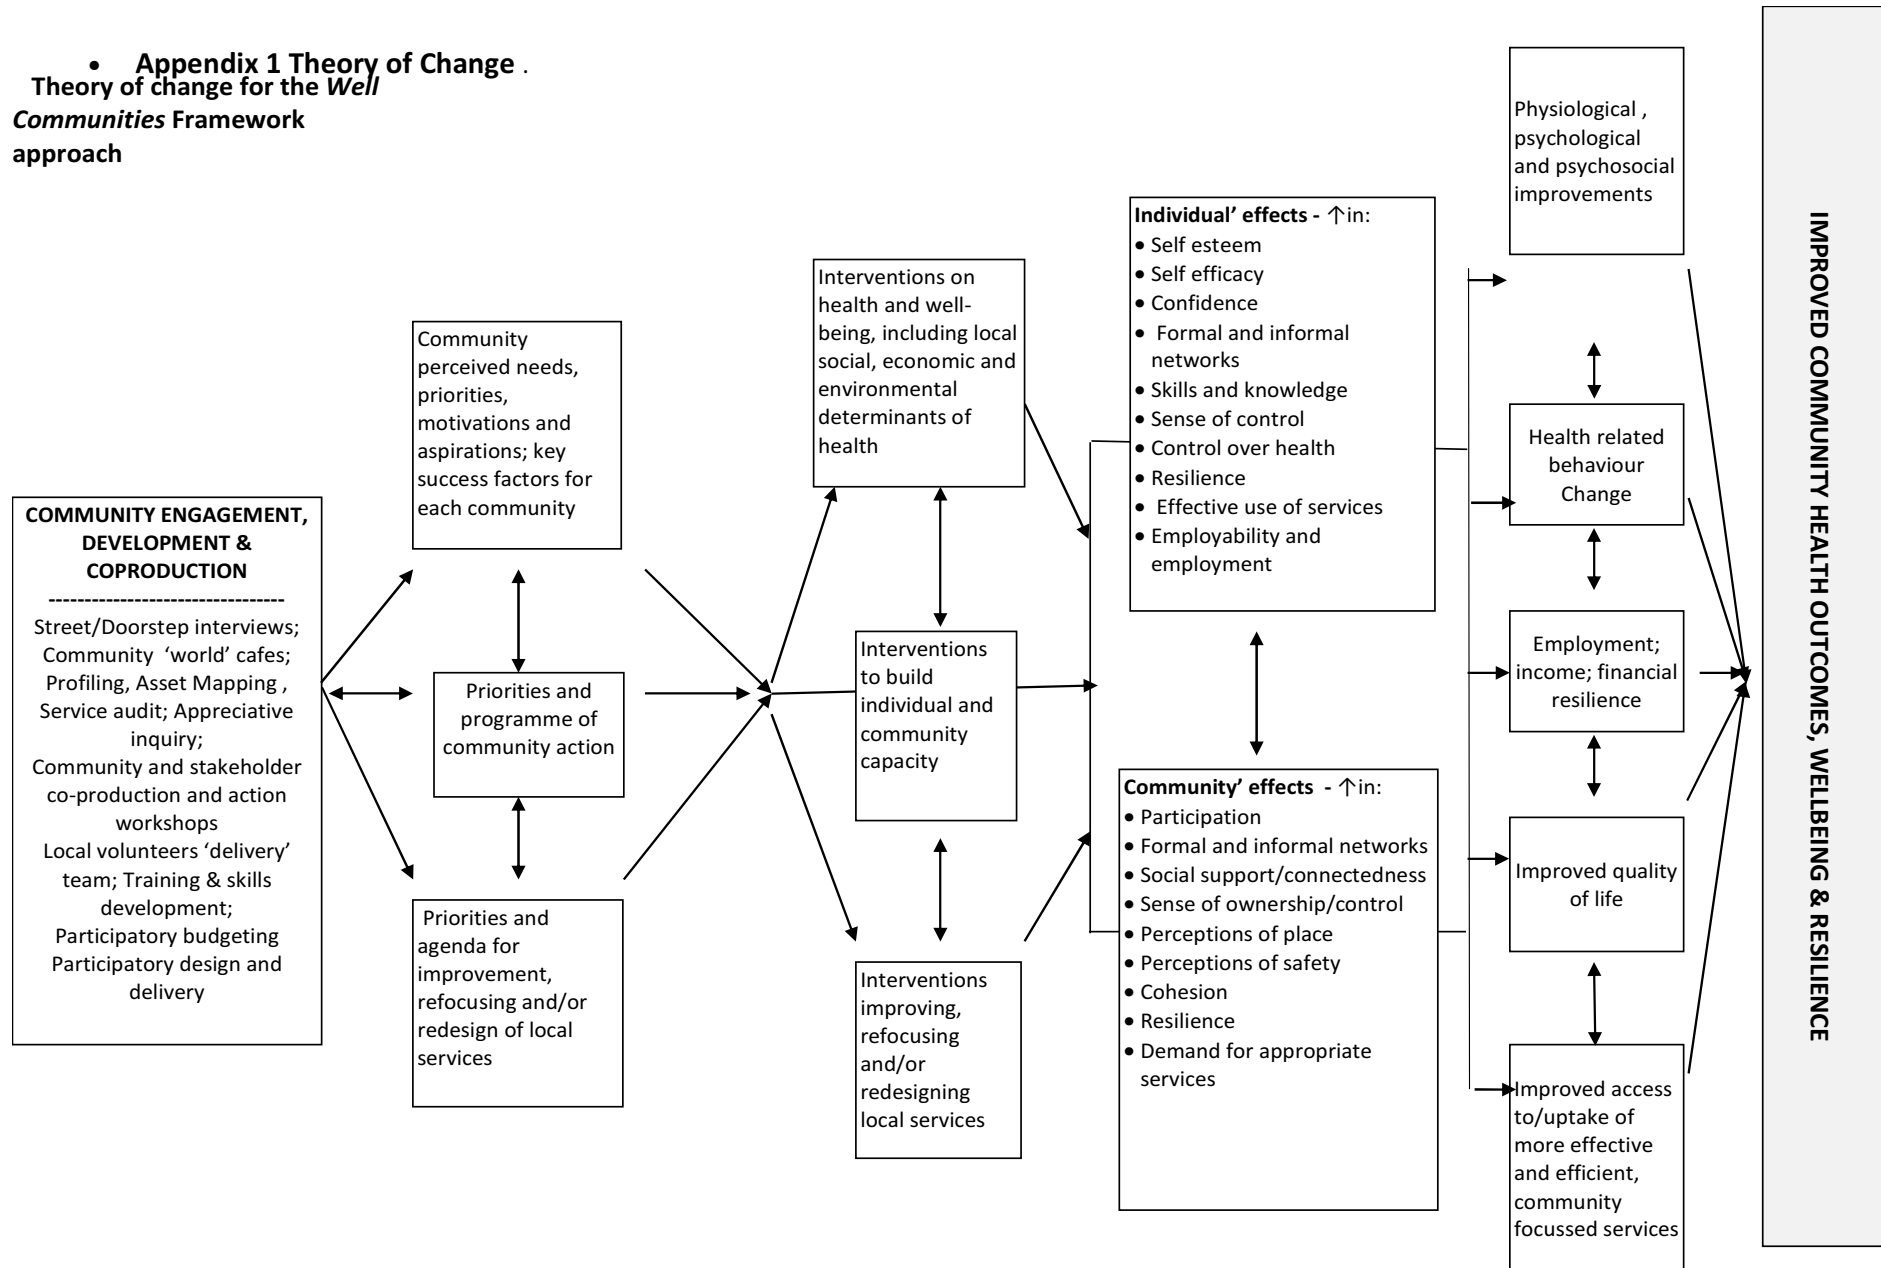 • Appendix 1 Theory of Change .
Theory of change for the Well
Communities Framework
approach
COMMUNITY ENGAGEMENT,
DEVELOPMENT &
COPRODUCTION
---------------------------------
Street/Doorstep interviews;
Community ‘world’ cafes;
Profiling, Asset Mapping ,
Service audit; Appreciative
inquiry;
Community and stakeholder
co-production and action
workshops
Local volunteers ‘delivery’
team; Training & skills
development;
Participatory budgeting
Participatory design and
delivery
Community
perceived needs,
priorities,
motivations and
aspirations; key
success factors for
each community
Priorities and
programme of
community action
Priorities and
agenda for
improvement,
refocusing and/or
redesign of local
services
Interventions on
health and well-
being, including local
social, economic and
environmental
determinants of
health
Interventions
to build
individual and
community
capacity
Interventions
improving,
refocusing
and/or
redesigning
local services
Individual’ effects - ↑in:
• Self esteem
• Self efficacy
• Confidence
• Formal and informal
networks
• Skills and knowledge
• Sense of control
• Control over health
• Resilience
• Effective use of services
• Employability and
employment
Community’ effects - ↑in:
• Participation
• Formal and informal networks
• Social support/connectedness
• Sense of ownership/control
• Perceptions of place
• Perceptions of safety
• Cohesion
• Resilience
• Demand for appropriate
services
Physiological ,
psychological
and psychosocial
improvements
Health related
behaviour
Change
Employment;
income; financial
resilience
Improved quality
of life
Improved access
to/uptake of
more effective
and efficient,
community
focussed services
IMPROVED COMMUNITY HEALTH OUTCOMES, WELLBEING & RESILIENCE